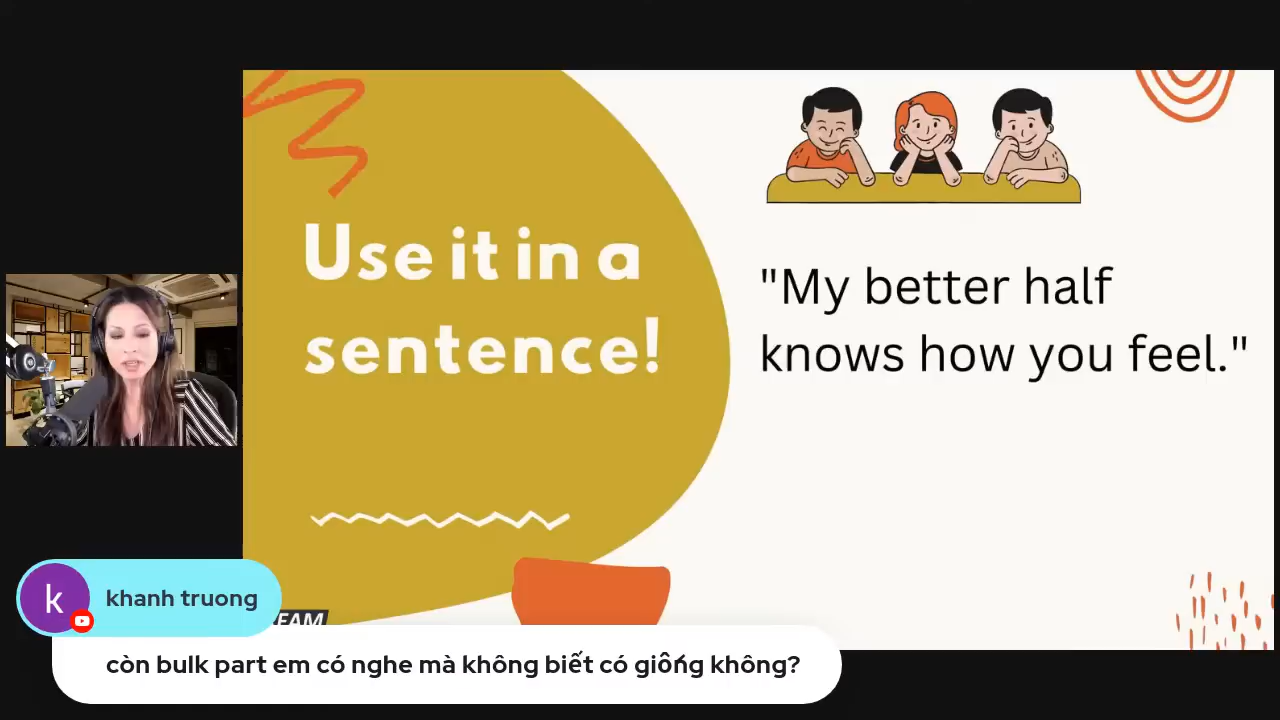 Use it in a
sentence!
"My better half
knows how you feel."
EAM
k
khanh truong
còn bulk part em có nghe mà không biết có giống không?